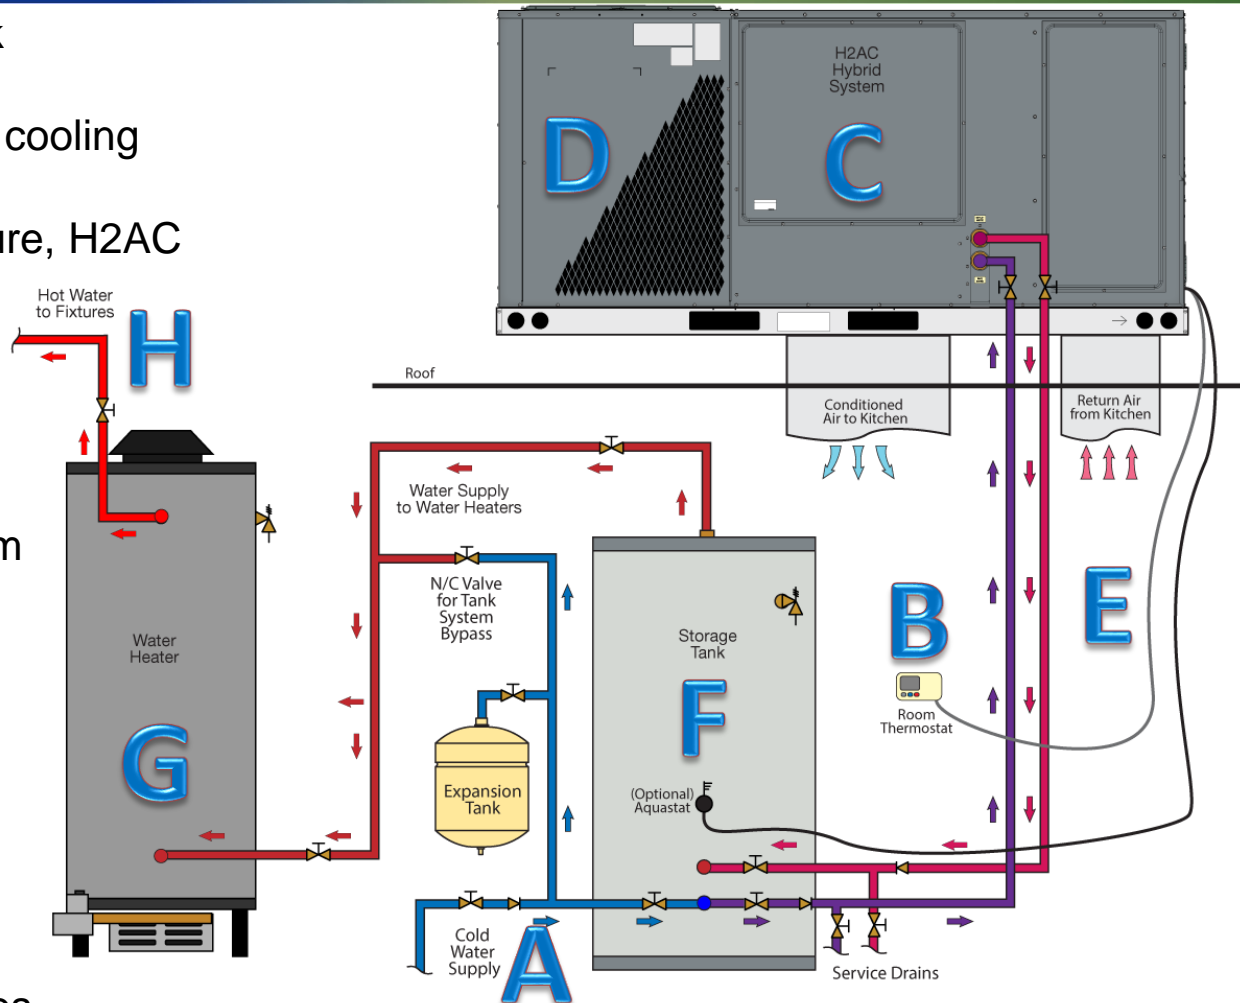 cooling
H2AC
H2AC
Hybrid
System
D
C
Hot Water
to Fixtures
H
Roof
Conditioned
Air to Kitchen
Return Air
from Kitchen
Water Supply
to Water Heaters
N/C Valve
for Tank
System
Bypass
Water
Heater
G
Storage
Tank
F
B
E
Room
Thermostat
Expansion
Tank
(Optional)
Aquastat
Cold
Water
Supply
A
Service Drains